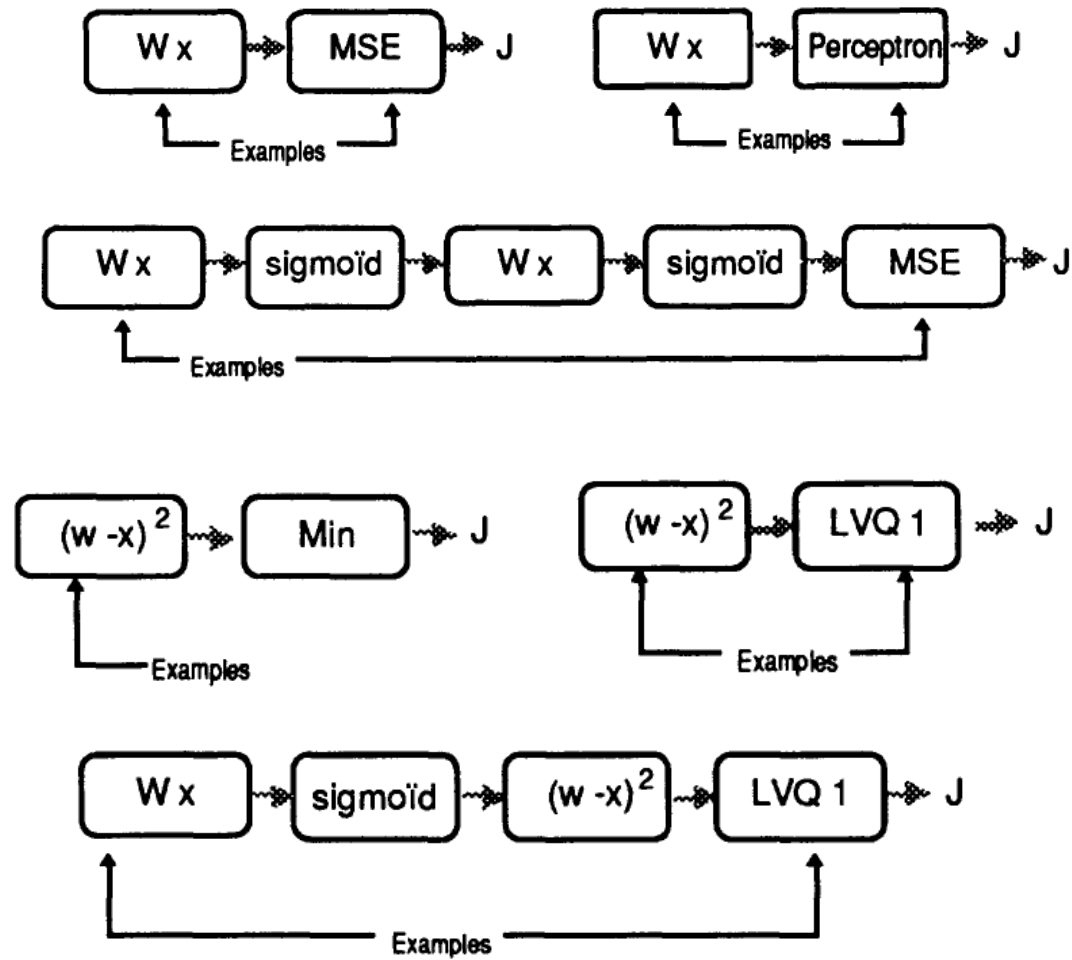 W x MSE J
Examples
W x Perceptron J
Examples
W x sigmoïd W x sigmoïd MSE J
Examples
(w -x) 2 Min J
Examples
(w -x) 2 LVQ 1 J
Examples
W x sigmoïd (w -x) 2 LVQ 1 J
Examples